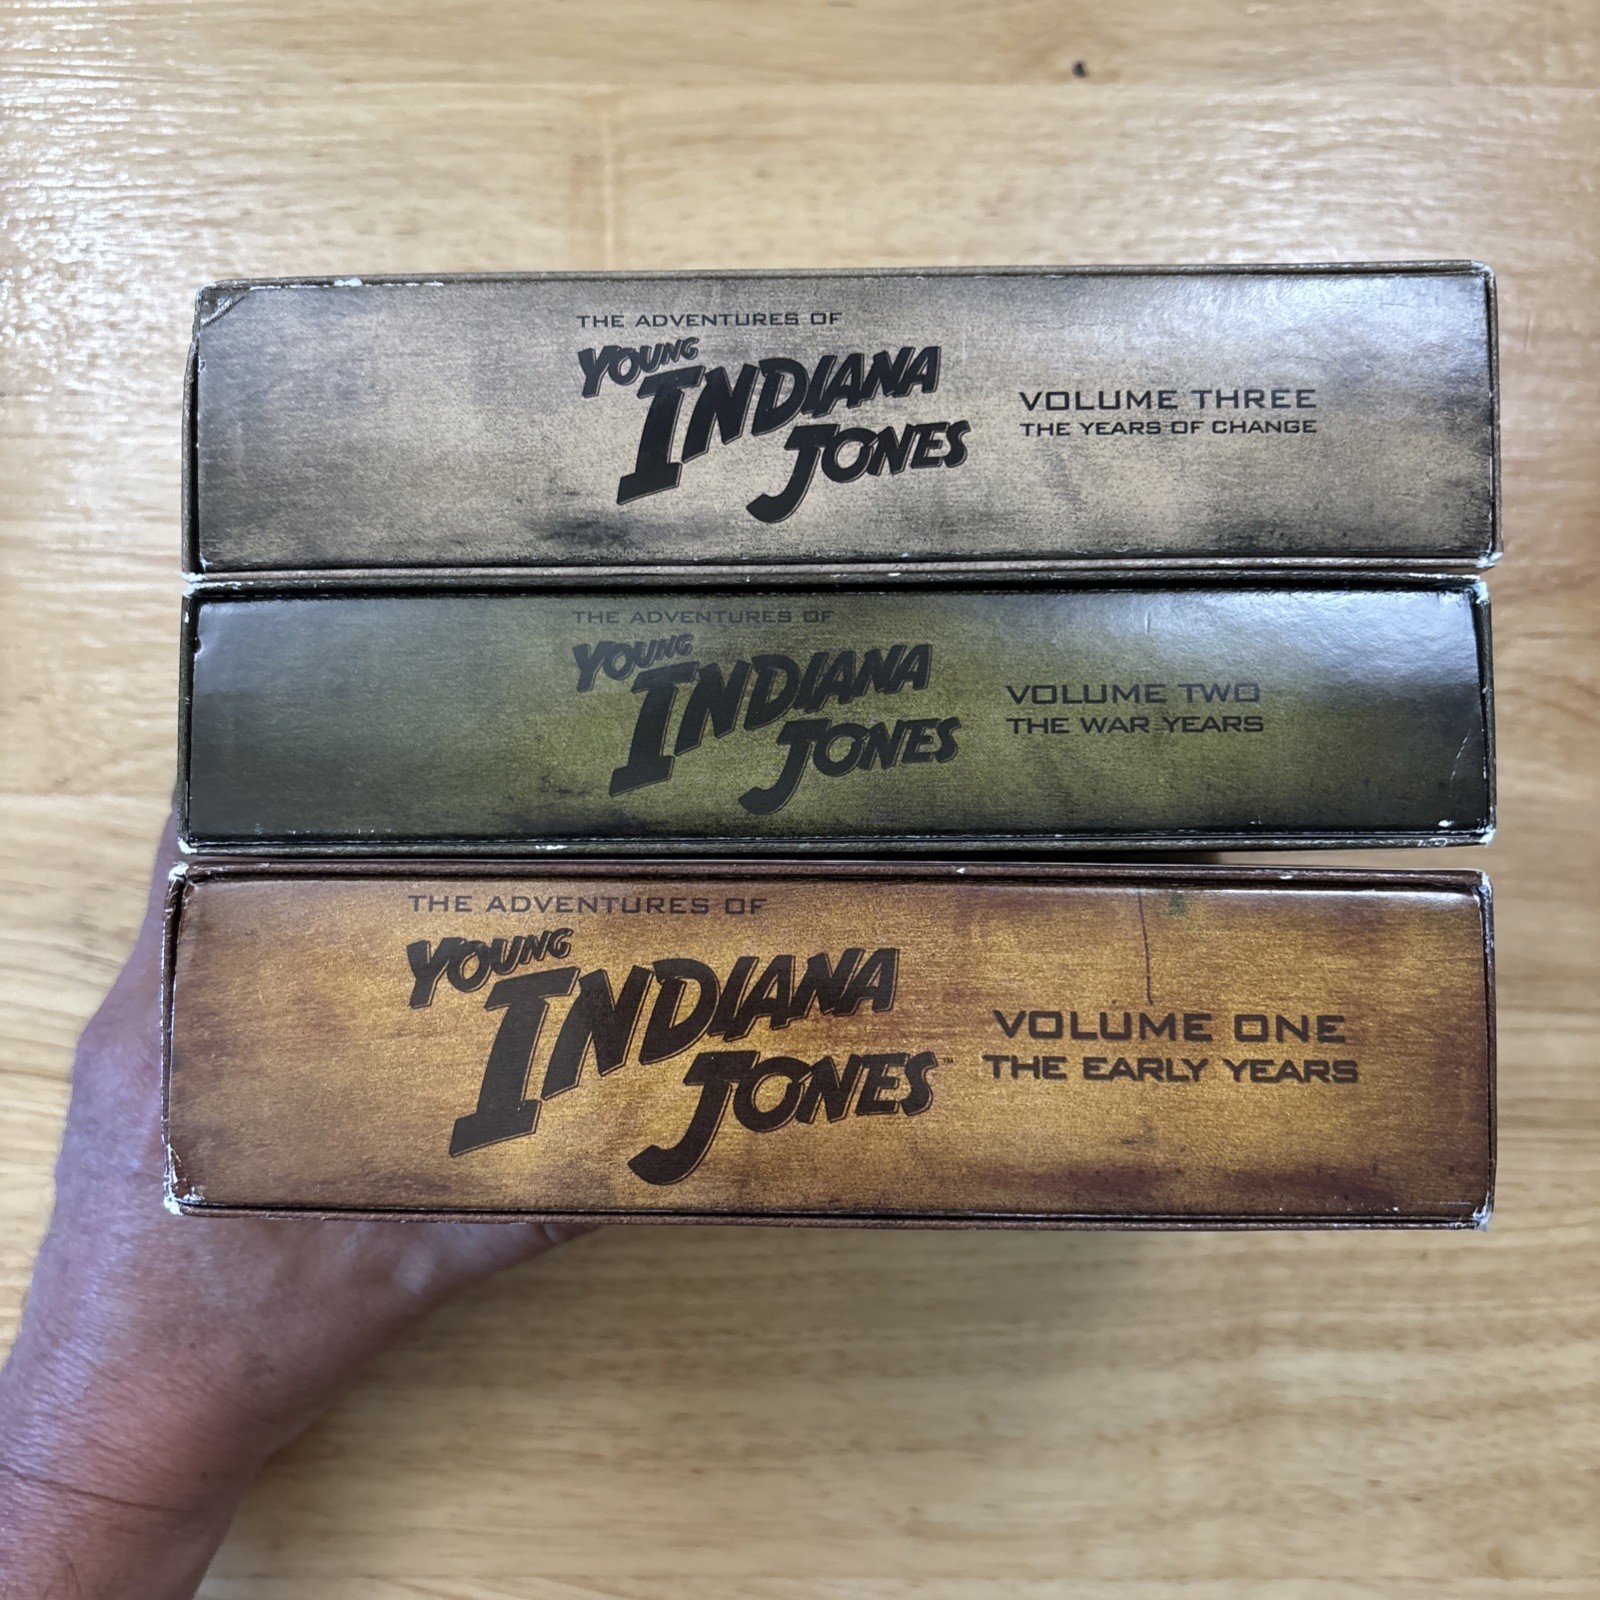 THE ADVENTURES OF
YOUNG
INDIANA
JONES
VOLUME THREE
THE YEARS OF CHANGE
THE ADVENTURES OF
YOUNG
INDIANA
JONES
VOLUME TWO
THE WAR YEARS
THE ADVENTURES OF
YOUNG
INDIANA
JONES™
VOLUME ONE
THE EARLY YEARS